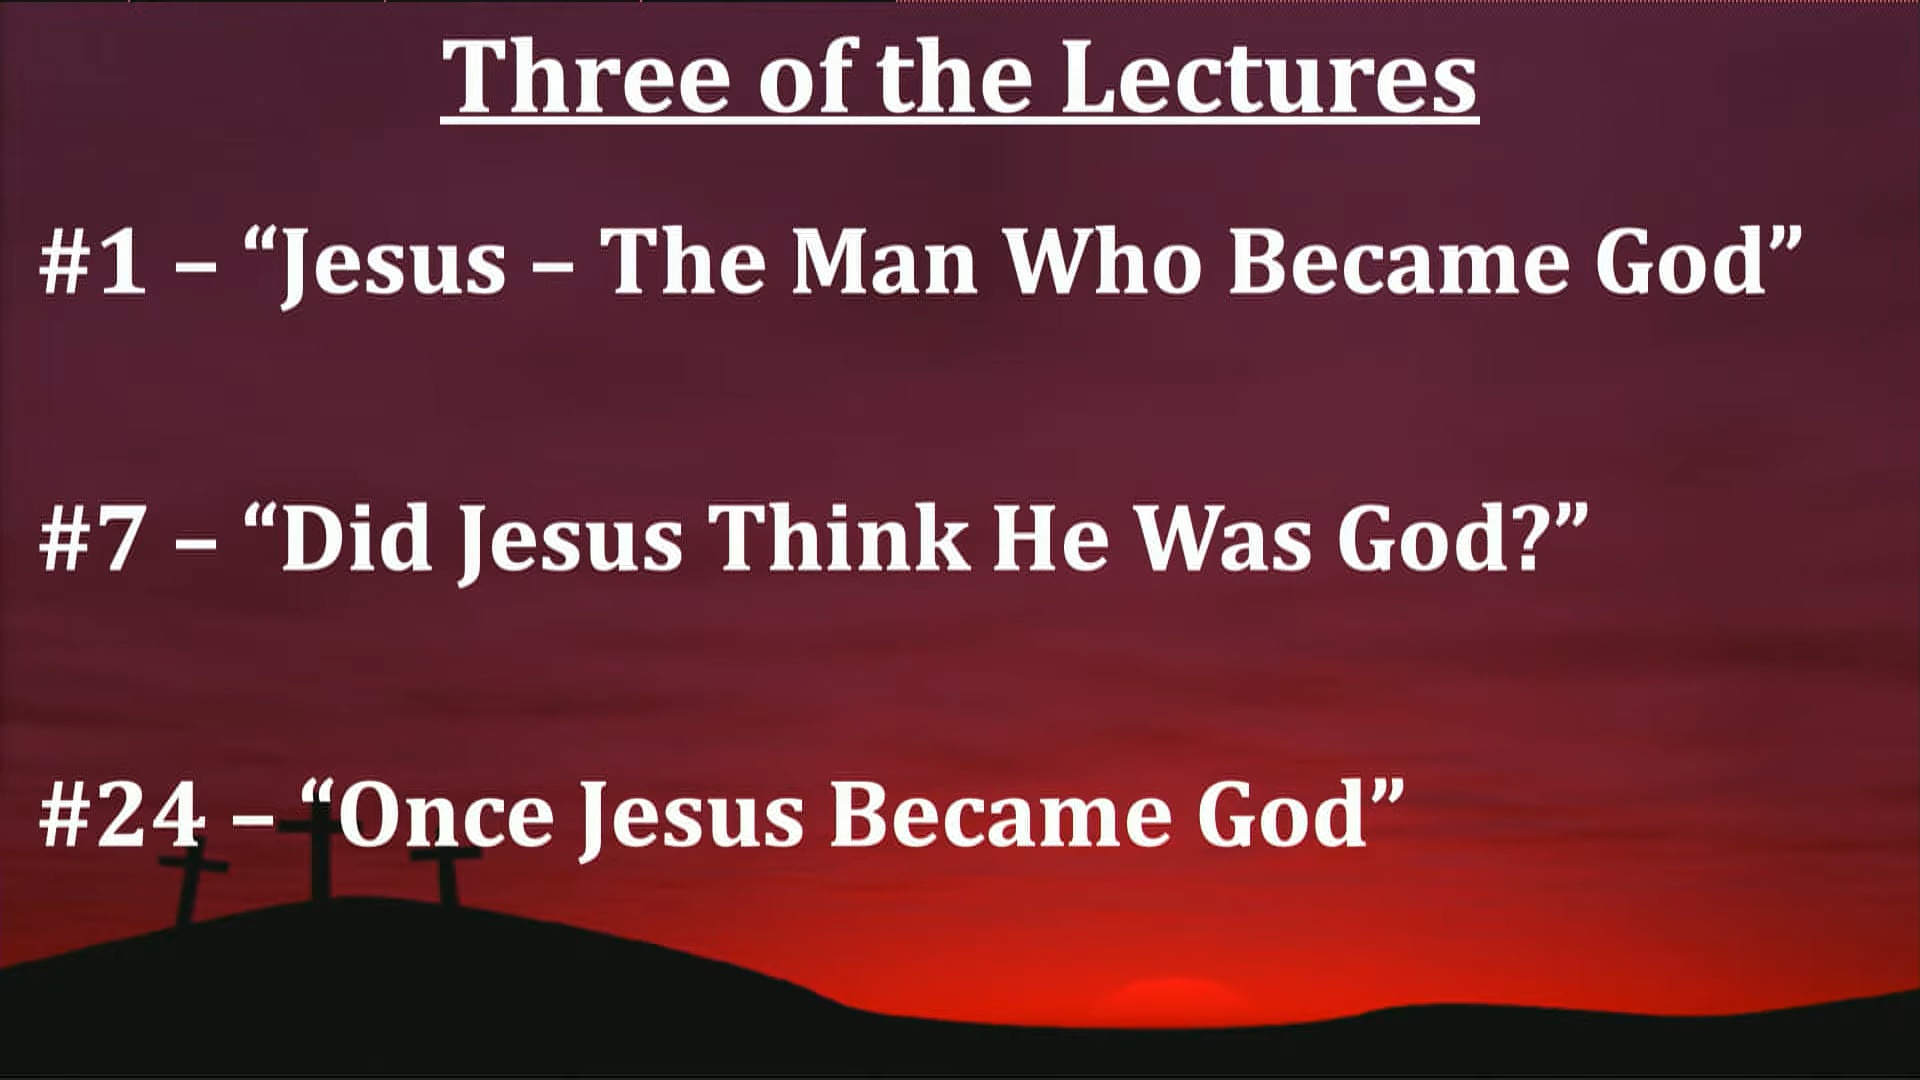 Three of the Lectures
#1 – “Jesus – The Man Who Became God”
#7 – “Did Jesus Think He Was God?”
#24 – “Once Jesus Became God”